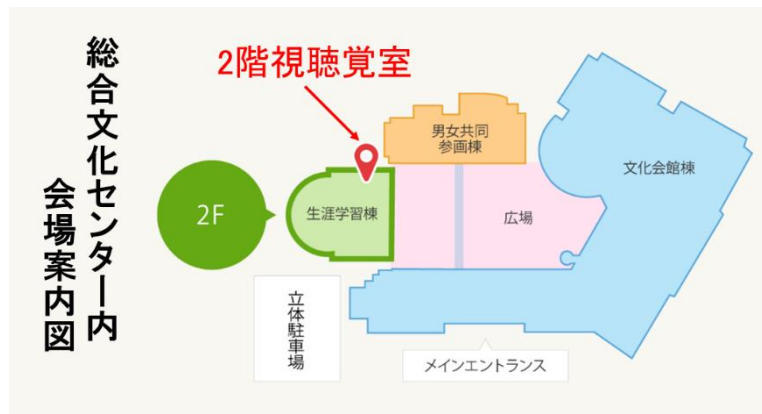 総合文化センター内
会場案内図
2階視聴覚室
男女共同
参画棟
文化会館棟
2F
生涯学習棟
広場
立体駐車場
メインエントランス